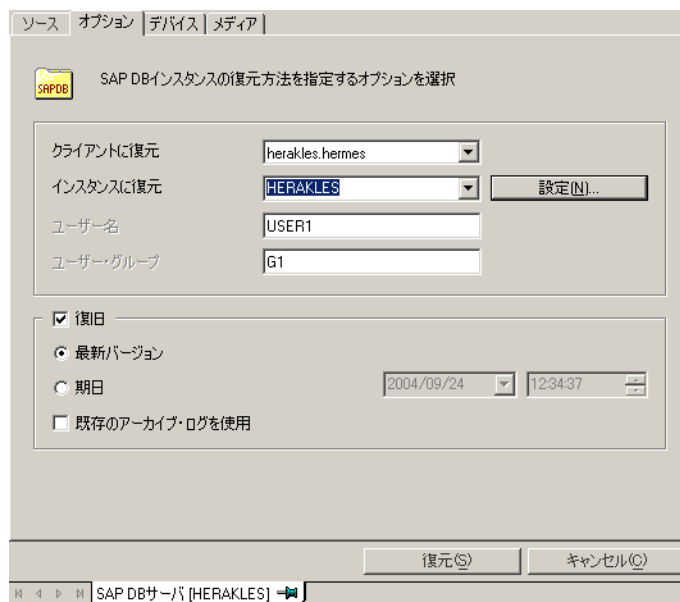 ソース オプション デバイス メディア
SAPDB
SAP DBインスタンスの復元方法を指定するオプションを選択
クライアントに復元 herakles.hermes
インスタンスに復元 HERAKLES 設定(N)...
ユーザー名 USER1
ユーザー・グループ G1
復旧
最新バージョン
期日 2004/09/24 12:34:37
既存のアーカイブ・ログを使用
復元(S) キャンセル(C)
SAP DBサーバ [HERAKLES]